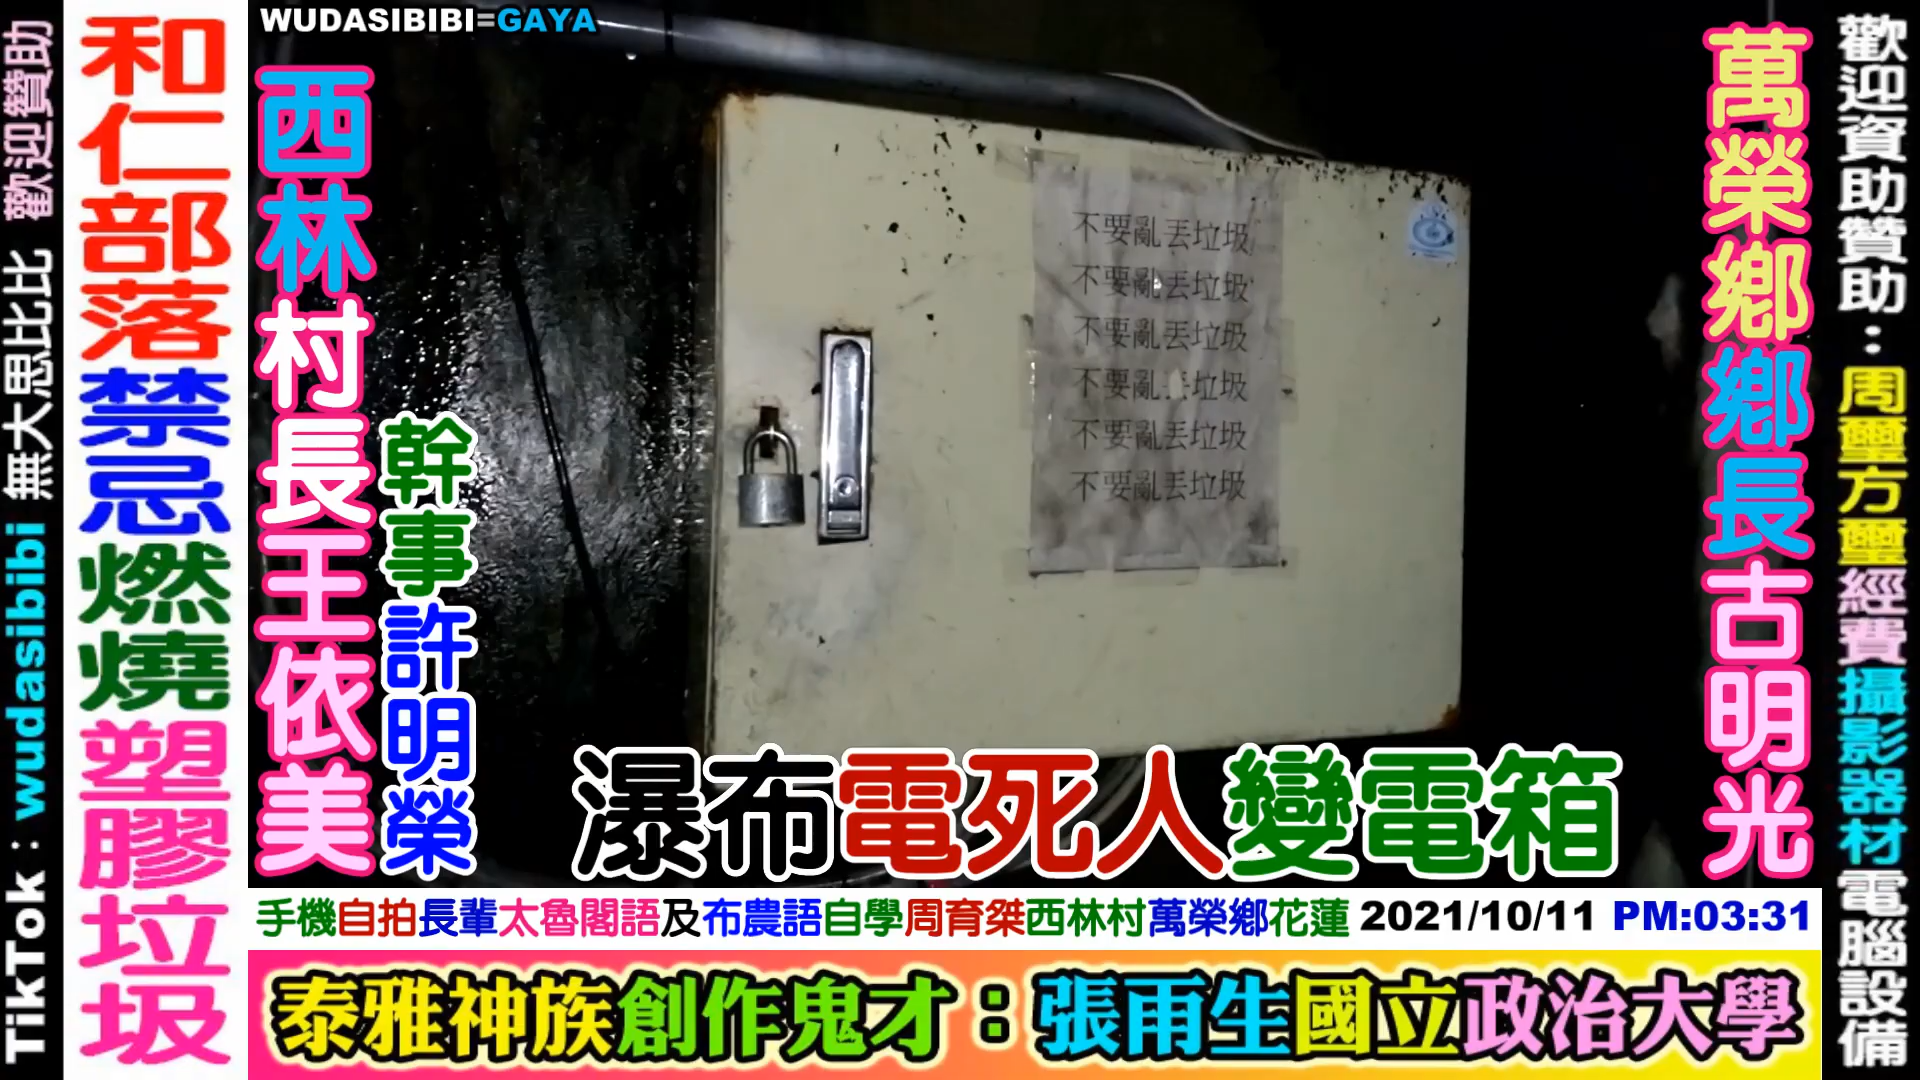 WUDASIBIBI=GAYA
TikTok：wudasibibi 無大思比比 歡迎贊助
和仁部落禁忌燃燒塑膠垃圾
西林村長王依美
幹事許明榮
不要亂丟垃圾
不要亂丟垃圾
不要亂丟垃圾
不要亂丟垃圾
不要亂丟垃圾
不要亂丟垃圾
萬榮鄉鄉長古明光
歡迎資助贊助：周璽方璽經費攝影器材電腦設備
瀑布電死人變電箱
手機自拍長輩太魯閣語及布農語自學周育桀西林村萬榮鄉花蓮 2021/10/11 PM:03:31
泰雅神族創作鬼才：張雨生國立政治大學